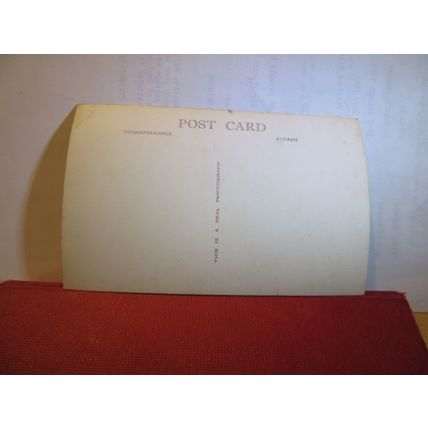 POST CARD
CORRESPONDENCE
ADDRESS
THIS IS A REAL PHOTOGRAPH